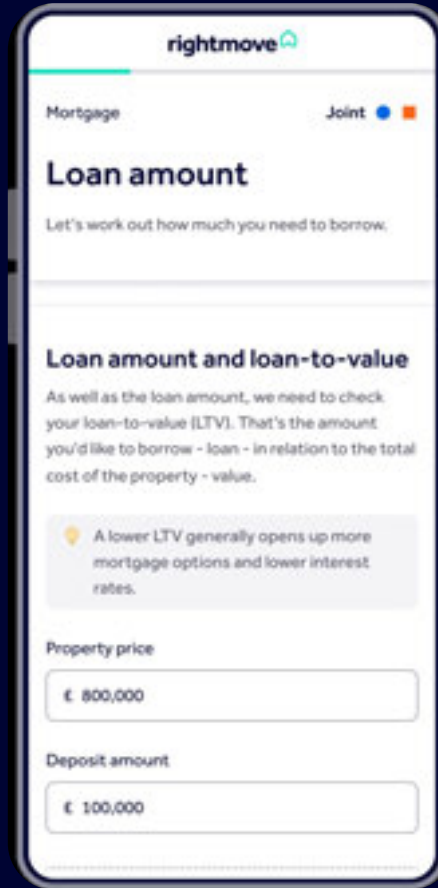 rightmove
Mortgage
Joint
Loan amount
Let's work out how much you need to borrow.
Loan amount and loan-to-value
As well as the loan amount, we need to check
your loan-to-value (LTV). That's the amount
you'd like to borrow - loan - in relation to the total
cost of the property - value.
A lower LTV generally opens up more
mortgage options and lower interest
rates.
Property price
£ 800,000
Deposit amount
£ 100,000